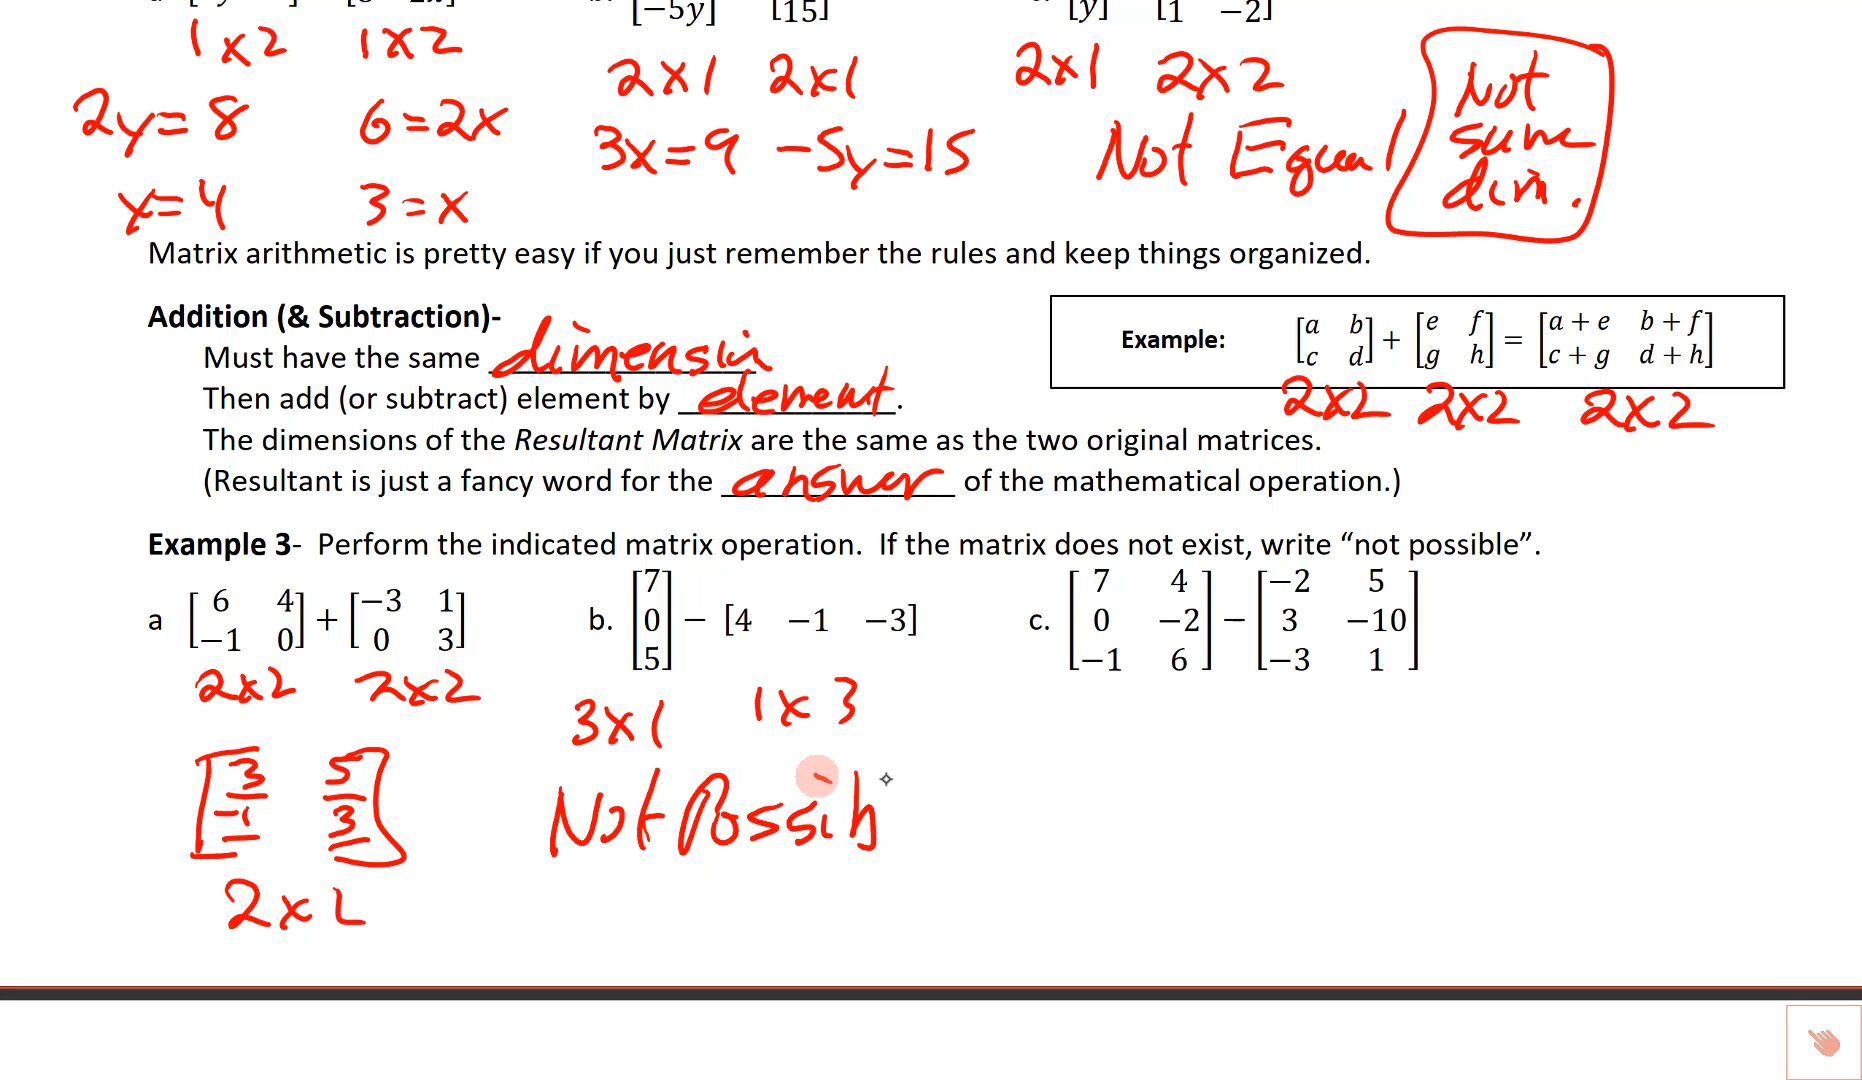 [-5y] [15] [y] [1 -2]
1x2 1x2 2x1 2x1 2x1 2x2 Not
2y=8 6=2x 3x=9 -5y=15 Not Equal same
y=4 3=x dim.
Matrix arithmetic is pretty easy if you just remember the rules and keep things organized.
Addition (& Subtraction)-
Must have the same dimension
Then add (or subtract) element by element.
Example: [a b c d] + [e f g h] = [a + e b + f c + g d + h]
2x2 2x2 2x2
The dimensions of the Resultant Matrix are the same as the two original matrices.
(Resultant is just a fancy word for the answer of the mathematical operation.)
Example 3- Perform the indicated matrix operation. If the matrix does not exist, write “not possible”.
a [6 4 −1 0] + [−3 1 0 3]
b. [7 0 5] − [4 −1 −3]
c. [7 4 0 −2 −1 6] − [−2 5 3 −10 −3 1]
2x2 2x2 3x1 1x3
[3 5 -1 3] Not Possib
2x2